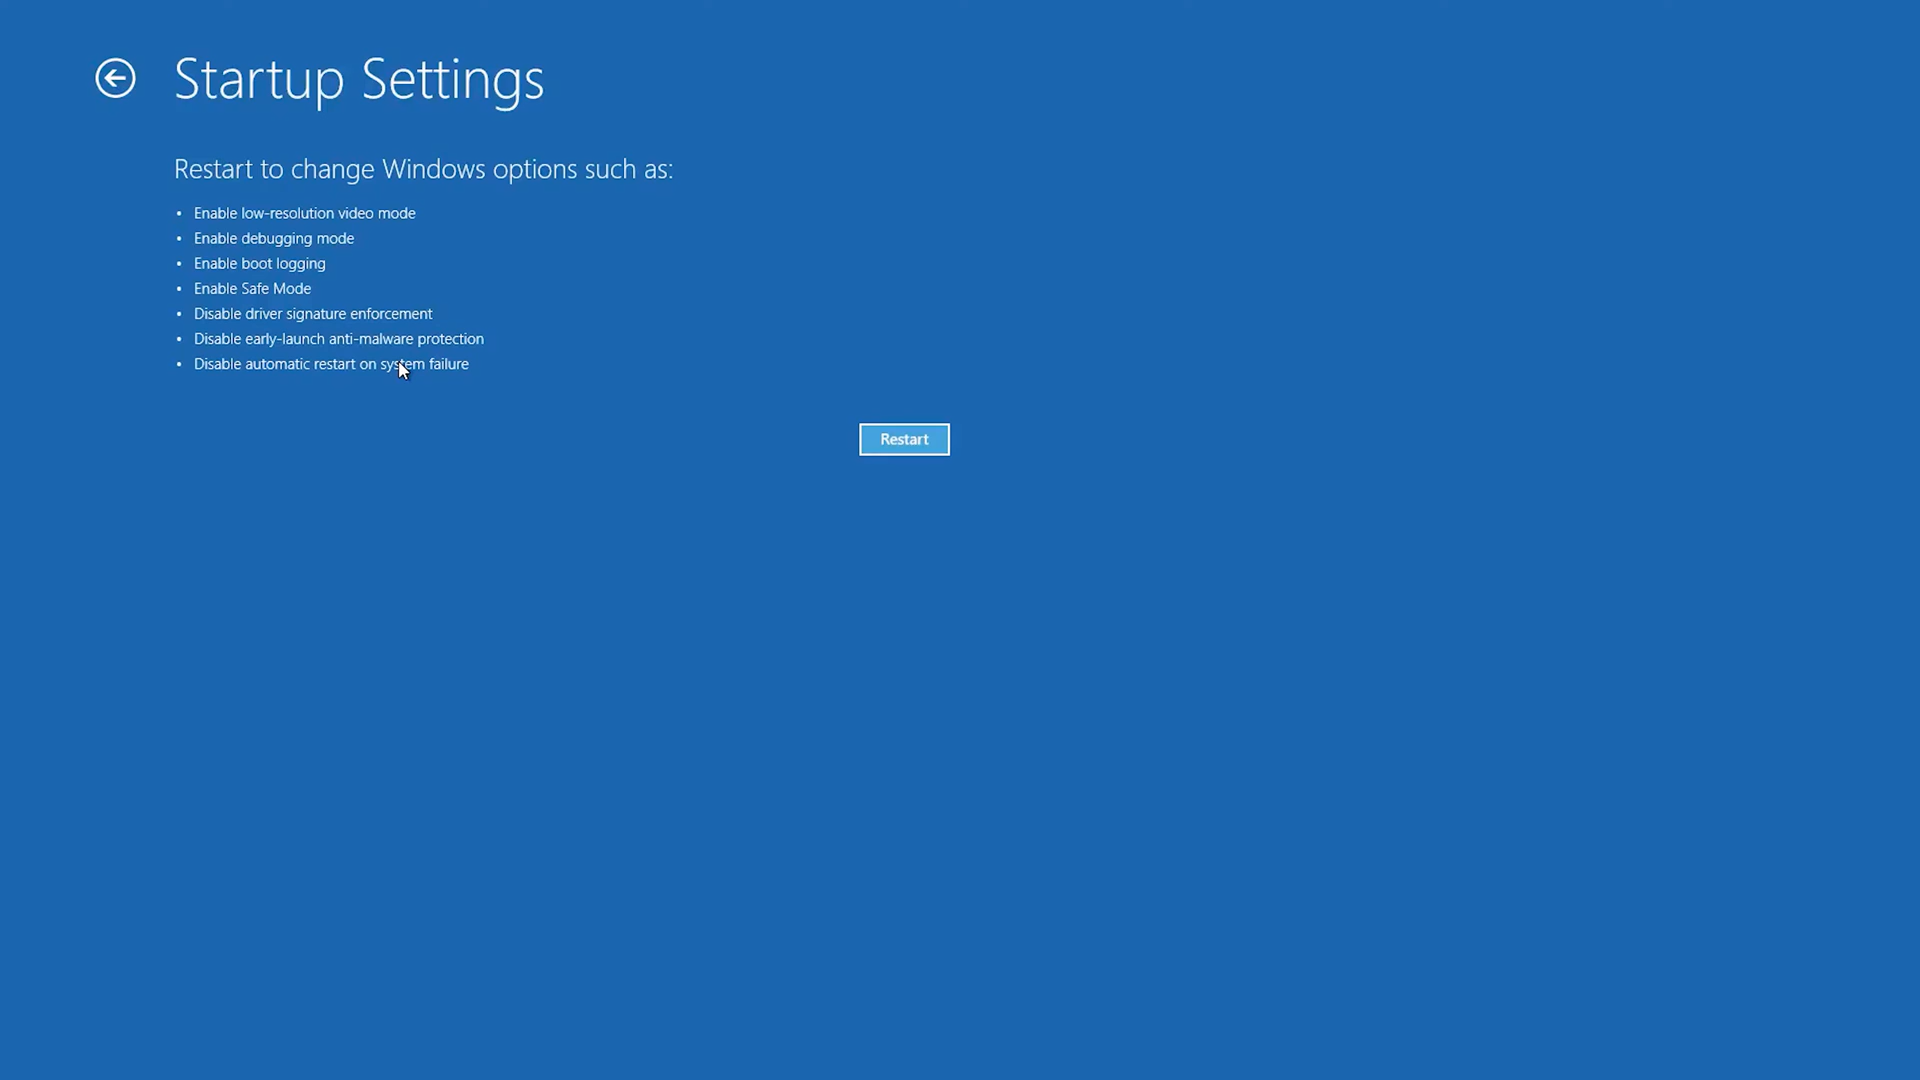 Startup Settings
Restart to change Windows options such as:
• Enable low-resolution video mode
• Enable debugging mode
• Enable boot logging
• Enable Safe Mode
• Disable driver signature enforcement
• Disable early-launch anti-malware protection
• Disable automatic restart on system failure
Restart